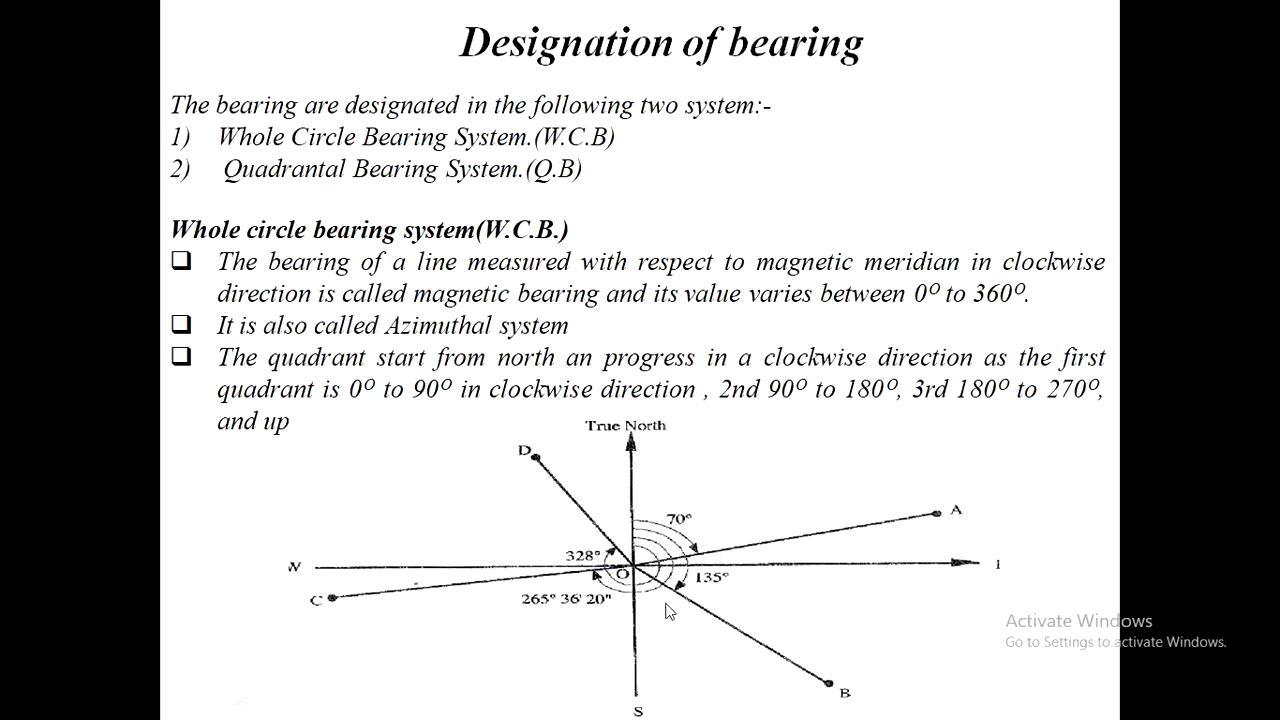 Designation of bearing
The bearing are designated in the following two system:-
1) Whole Circle Bearing System.(W.C.B)
2) Quadrantal Bearing System.(Q.B)
Whole circle bearing system(W.C.B.)
The bearing of a line measured with respect to magnetic meridian in clockwise
direction is called magnetic bearing and its value varies between 0º to 360º.
It is also called Azimuthal system
The quadrant start from north an progress in a clockwise direction as the first
quadrant is 0º to 90º in clockwise direction , 2nd 90º to 180º, 3rd 180º to 270º,
and up
True North
D
A
70°
328°
W
O
135°
C
265° 36' 20"
B
S
Activate Windows
Go to Settings to activate Windows.